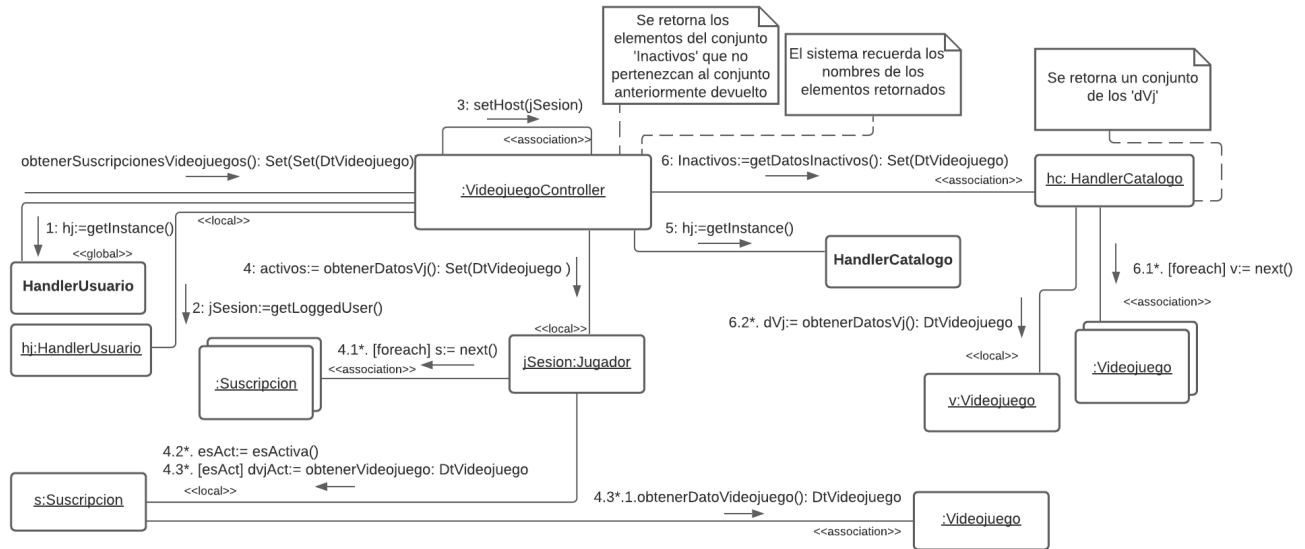 Se retorna los
elementos del conjunto
'Inactivos' que no
pertenezcan al conjunto
anteriormente devuelto
El sistema recuerda los
nombres de los
elementos retornados
Se retorna un conjunto
de los 'dVj'
3: setHost(jSesion)
<<association>>
obtenerSuscripcionesVideojuegos(): Set(Set(DtVideojuego)
:VideojuegoController
6: Inactivos:=getDatosInactivos(): Set(DtVideojuego)
<<association>>
hc: HandlerCatalogo
1: hj:=getInstance()
<<global>>
<<local>>
HandlerUsuario
5: hj:=getInstance()
HandlerCatalogo
4: activos:= obtenerDatosVj(): Set(DtVideojuego )
6.1*. [foreach] v:= next()
<<association>>
2: jSesion:=getLoggedUser()
hj:HandlerUsuario
<<local>>
6.2*. dVj:= obtenerDatosVj(): DtVideojuego
<<local>>
4.1*. [foreach] s:= next()
<<association>>
:Suscripcion
jSesion:Jugador
:Videojuego
v:Videojuego
4.2*. esAct:= esActiva()
4.3*. [esAct] dvjAct:= obtenerVideojuego: DtVideojuego
<<local>>
s:Suscripcion
4.3*.1.obtenerDatoVideojuego(): DtVideojuego
<<association>>
:Videojuego